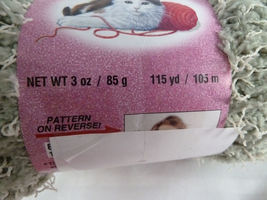 NET WT 3 oz / 85 g 115 yd / 105 m
PATTERN
ON REVERSE!